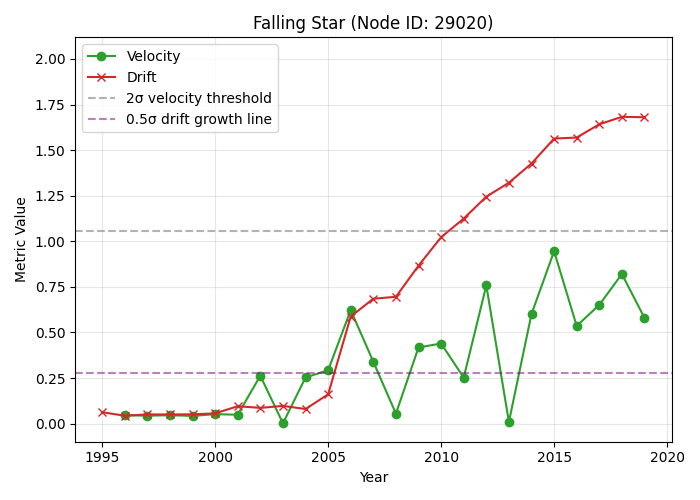 Falling Star (Node ID: 29020)
Velocity
Drift
2σ velocity threshold
0.5σ drift growth line
Metric Value
2.00
1.75
1.50
1.25
1.00
0.75
0.50
0.25
0.00
1995 2000 2005 2010 2015 2020
Year